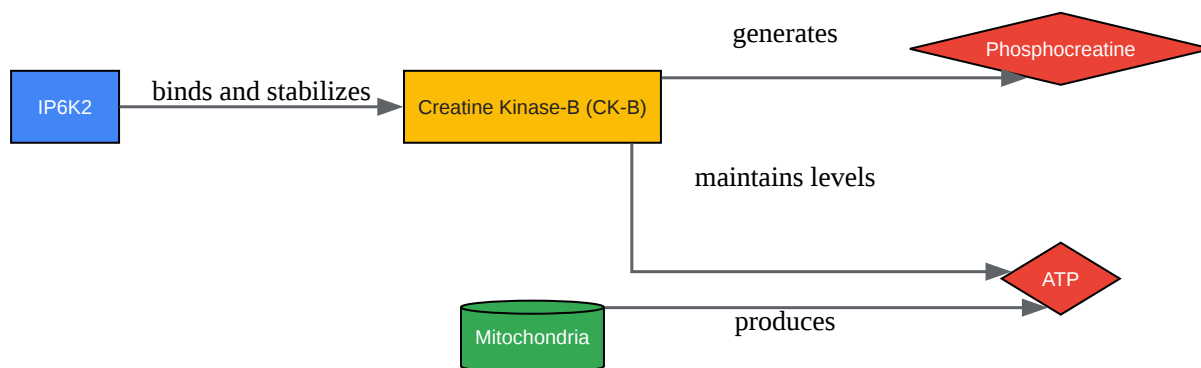 generates
Phosphocreatine
IP6K2
binds and stabilizes
Creatine Kinase-B (CK-B)
maintains levels
ATP
produces
Mitochondria